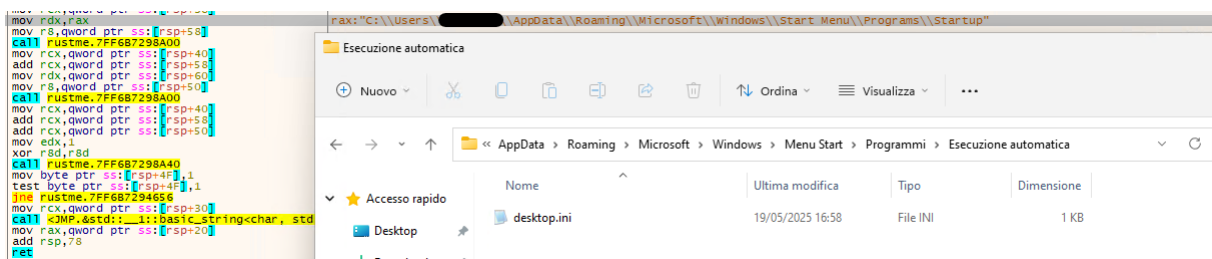 mov rdx,rax
mov r8,qword ptr ss:[rsp+58]
call rustme.7FF6B7298A00
mov rcx,qword ptr ss:[rsp+40]
add rcx,qword ptr ss:[rsp+58]
mov rdx,qword ptr ss:[rsp+60]
mov r8,qword ptr ss:[rsp+50]
call rustme.7FF6B7298A00
mov rcx,qword ptr ss:[rsp+40]
add rcx,qword ptr ss:[rsp+58]
add rcx,qword ptr ss:[rsp+50]
mov edx,1
xor r8d,r8d
call rustme.7FF6B7298A40
mov byte ptr ss:[rsp+4F],1
test byte ptr ss:[rsp+4F],1
jne rustme.7FF6B7294656
mov rcx,qword ptr ss:[rsp+30]
call <JMP.&std::__1::basic_string<char, std
mov rax,qword ptr ss:[rsp+20]
add rsp,78
ret
rax:"C:\\Users\ \\AppData\\Roaming\\Microsoft\\Windows\\Start Menu\\Programs\\Startup"
Esecuzione automatica
Nuovo Ordina Visualizza ...
« AppData > Roaming > Microsoft > Windows > Menu Start > Programmi > Esecuzione automatica
Accesso rapido
Desktop
Nome Ultima modifica Tipo Dimensione
desktop.ini 19/05/2025 16:58 File INI 1 KB